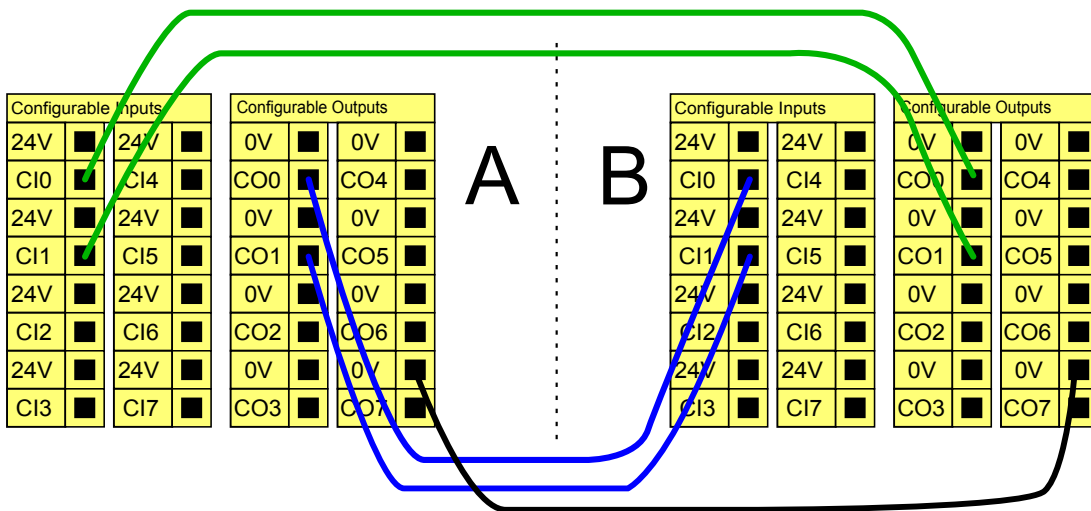 Configurable Inputs Configurable Outputs Configurable Inputs Configurable Outputs
24V 24V 0V 0V A B 24V 24V 0V 0V
CI0 CI4 CO0 CO4 CI0 CI4 CO0 CO4
24V 24V 0V 0V 24V 24V 0V 0V
CI1 CI5 CO1 CO5 CI1 CI5 CO1 CO5
24V 24V 0V 0V 24V 24V 0V 0V
CI2 CI6 CO2 CO6 CI2 CI6 CO2 CO6
24V 24V 0V 0V 24V 24V 0V 0V
CI3 CI7 CO3 CO7 CI3 CI7 CO3 CO7